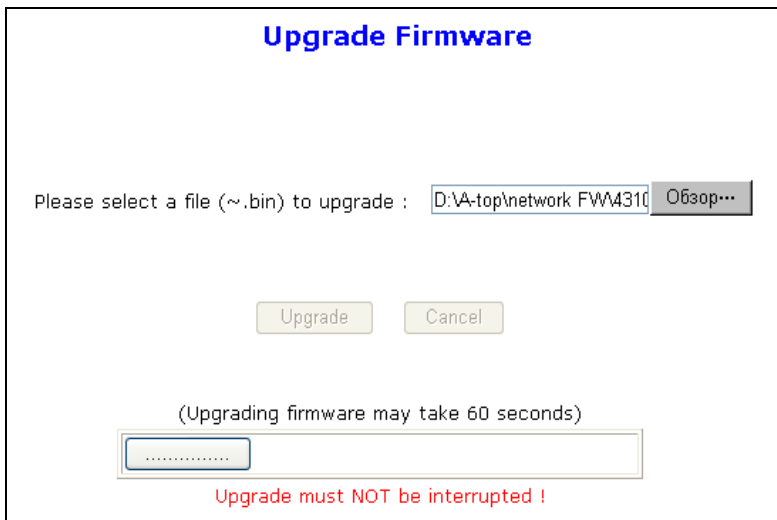 Upgrade Firmware
Please select a file (~.bin) to upgrade : D:\A-top\network FW\4310 Обзор...
Upgrade Cancel
(Upgrading firmware may take 60 seconds)
...............
Upgrade must NOT be interrupted !